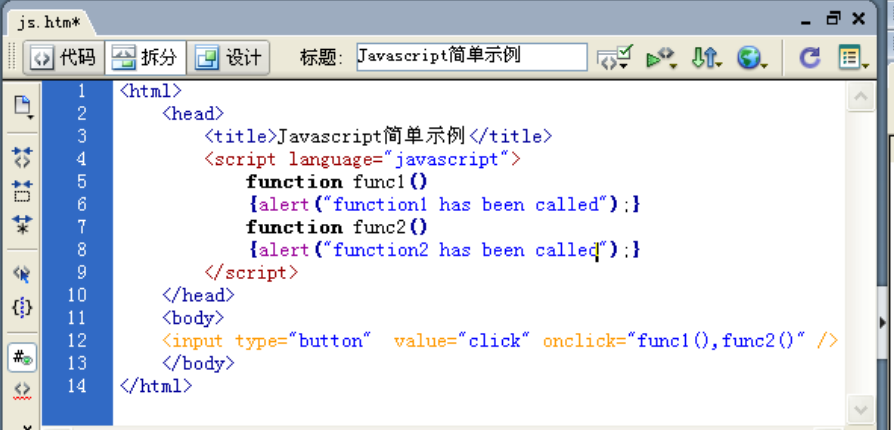 js.htm*
代码 拆分 设计 标题: Javascript简单示例
1 <html>
2 <head>
3 <title>Javascript简单示例</title>
4 <script language="javascript">
5 function func1()
6 {alert("function1 has been called");}
7 function func2()
8 {alert("function2 has been called");}
9 </script>
10 </head>
11 <body>
12 <input type="button"  value="click" onclick="func1(),func2()" />
13 </body>
14 </html>